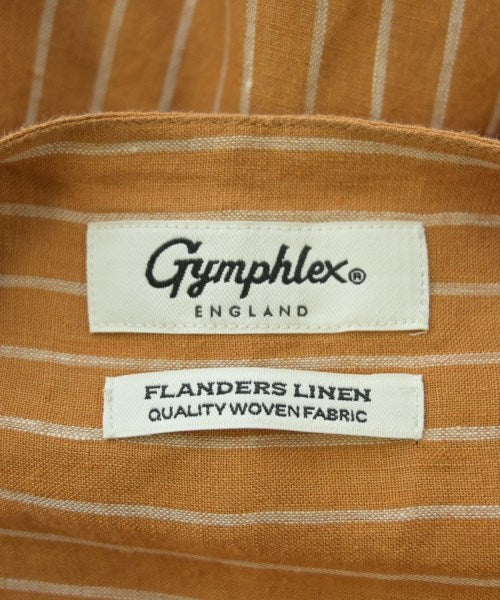 Gymphlex®
ENGLAND
FLANDERS LINEN
QUALITY WOVEN FABRIC